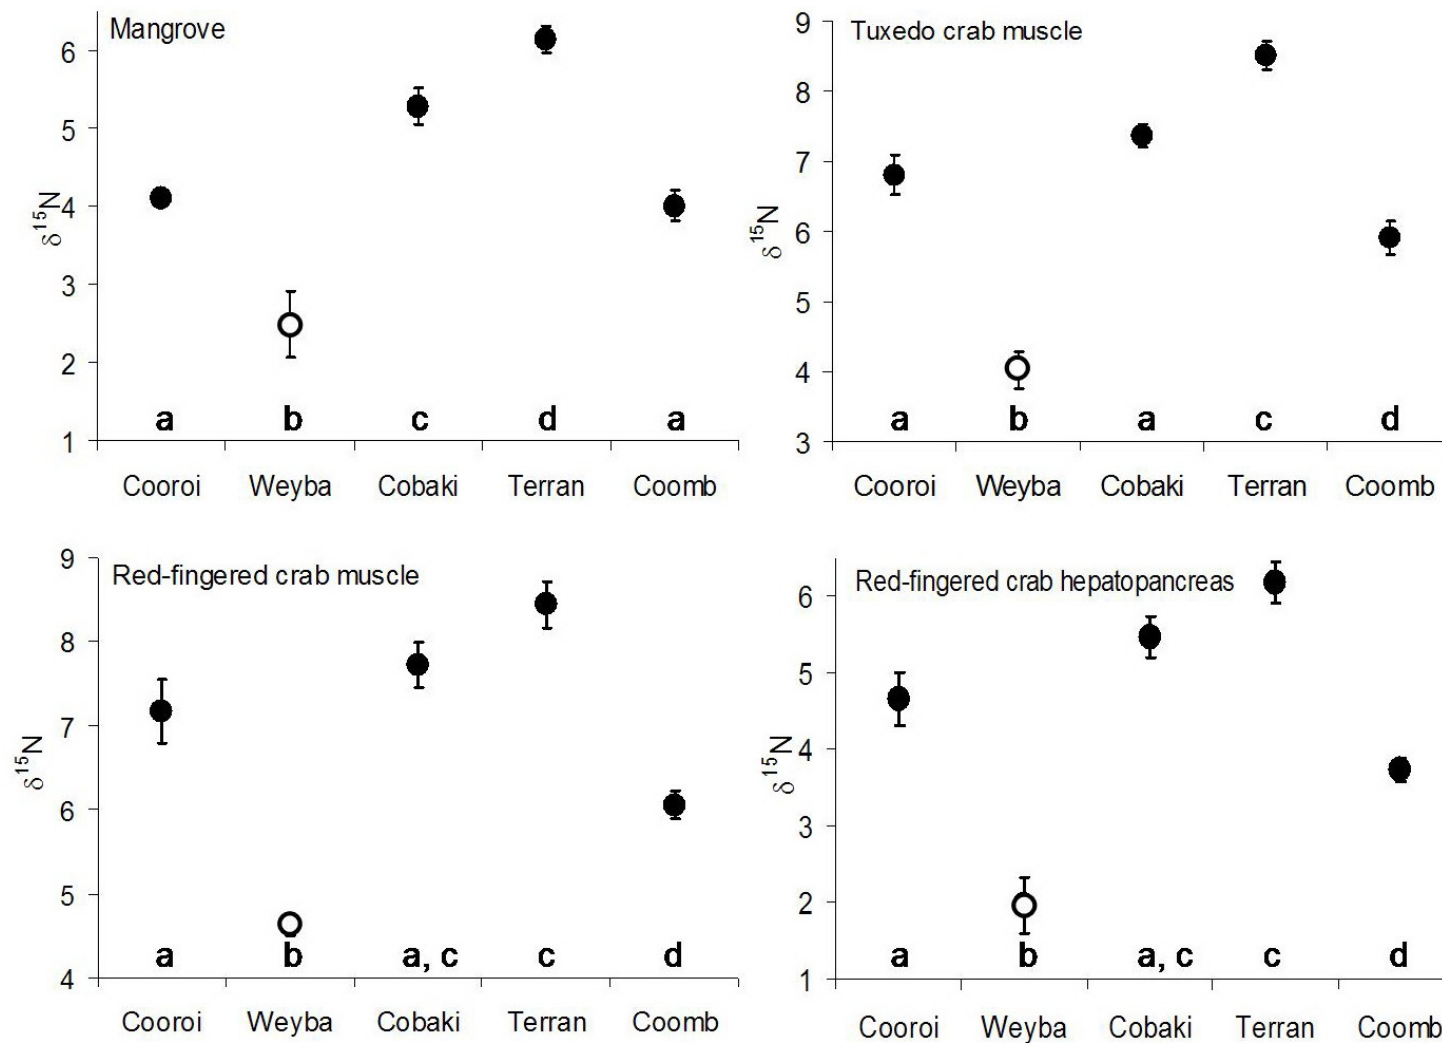 Mangrove
δ15N
6
5
4
3
2
1
a b c d a
Cooroi Weyba Cobaki Terran Coomb
Tuxedo crab muscle
δ15N
9
8
7
6
5
4
3
a b a c d
Cooroi Weyba Cobaki Terran Coomb
Red-fingered crab muscle
δ15N
9
8
7
6
5
4
a b a, c c d
Cooroi Weyba Cobaki Terran Coomb
Red-fingered crab hepatopancreas
δ15N
6
5
4
3
2
1
a b a, c c d
Cooroi Weyba Cobaki Terran Coomb